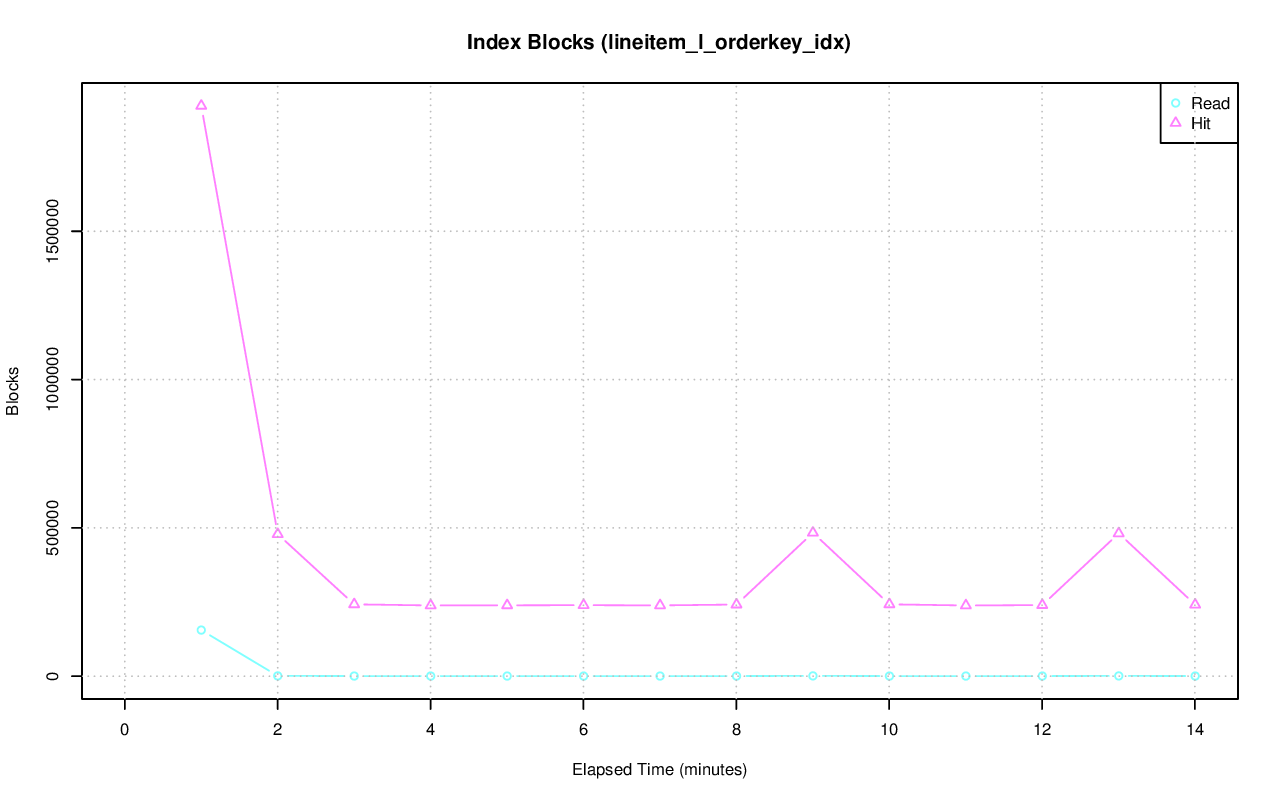 Index Blocks (lineitem_l_orderkey_idx)
Read
Hit
Blocks
1500000
1000000
500000
0
0 2 4 6 8 10 12 14
Elapsed Time (minutes)